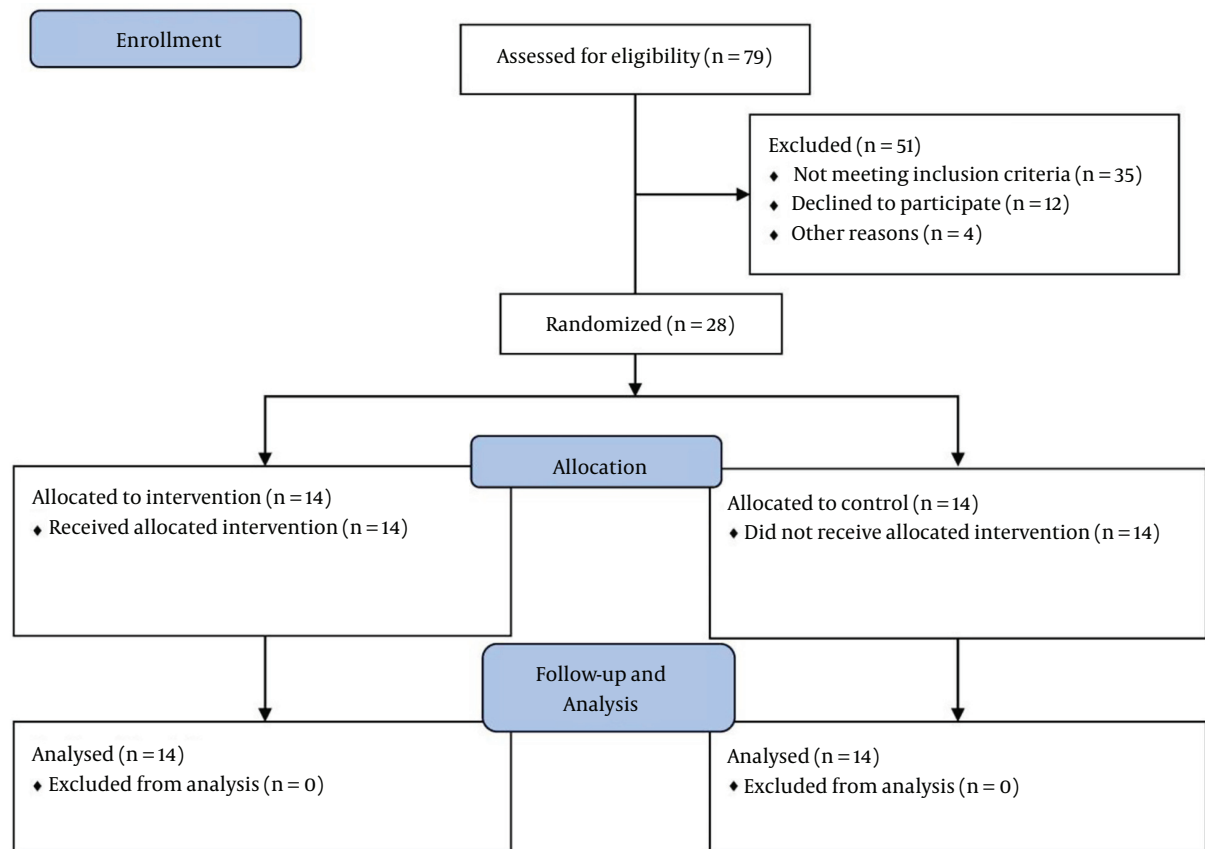 Enrollment
Assessed for eligibility (n = 79)
Excluded (n = 51)
♦ Not meeting inclusion criteria (n = 35)
♦ Declined to participate (n = 12)
♦ Other reasons (n = 4)
Randomized (n = 28)
Allocation
Allocated to intervention (n = 14)
♦ Received allocated intervention (n = 14)
Allocated to control (n = 14)
♦ Did not receive allocated intervention (n = 14)
Follow-up and
Analysis
Analysed (n = 14)
♦ Excluded from analysis (n = 0)
Analysed (n = 14)
♦ Excluded from analysis (n = 0)